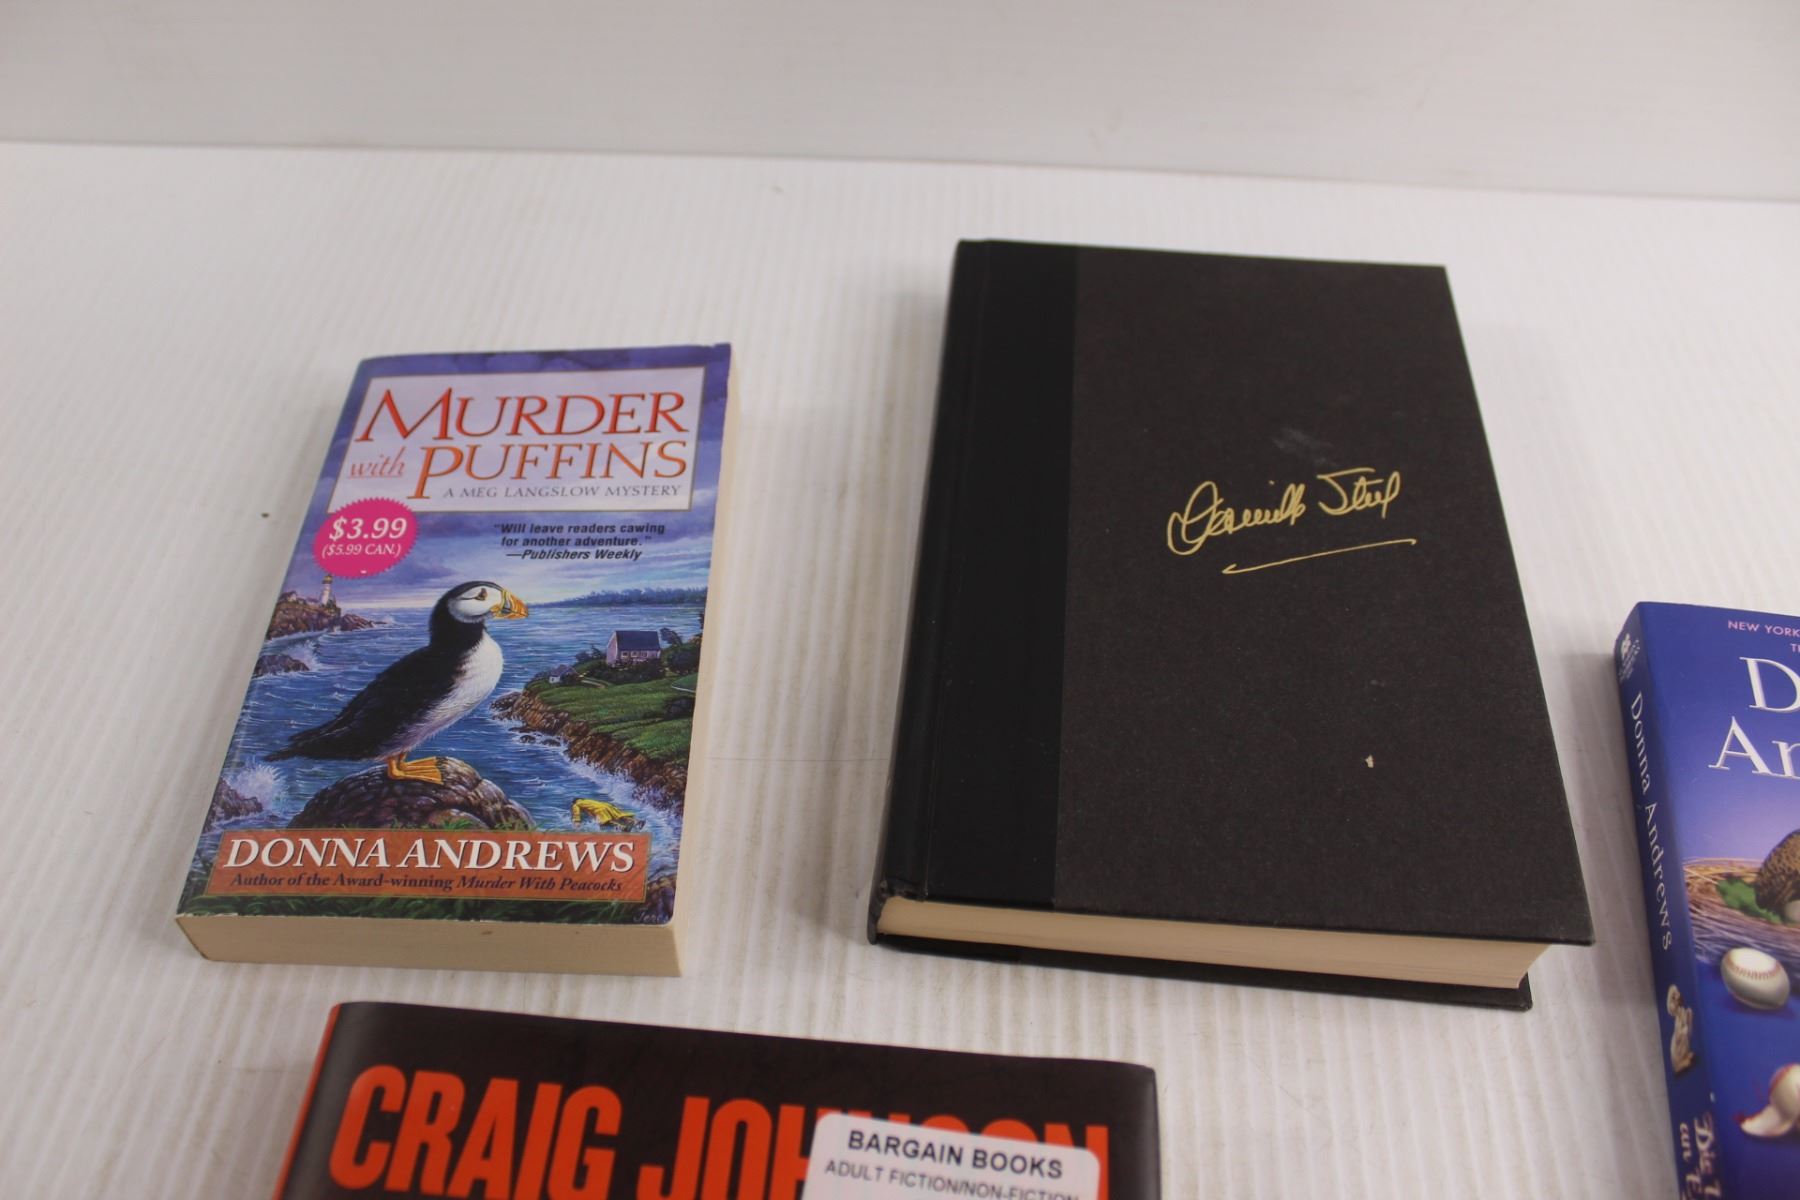 MURDER
with PUFFINS
A MEG LANGSLOW MYSTERY
$3.99
($5.99 CAN.)
"Will leave readers cawing
for another adventure."
—Publishers Weekly
DONNA ANDREWS
Author of the Award-winning Murder With Peacocks
Danielle Steel
NEW YORK
Donna Andrews
CRAIG JOHNSON
BARGAIN BOOKS
ADULT FICTION/NON-FICTION